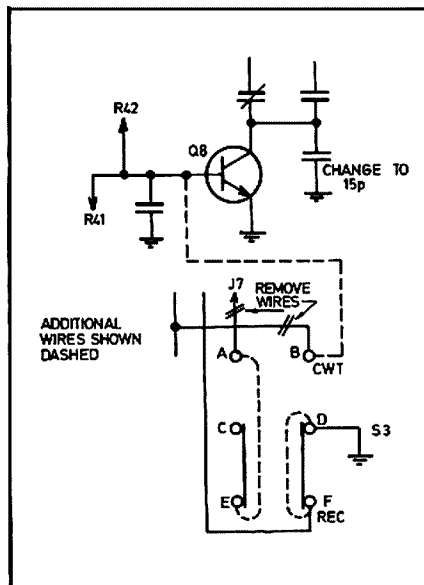 R42
Q8
CHANGE TO
15p
R41
J7
REMOVE
WIRES
ADDITIONAL
WIRES SHOWN
DASHED
A
B
CWT
C
D
S3
E
F
REC